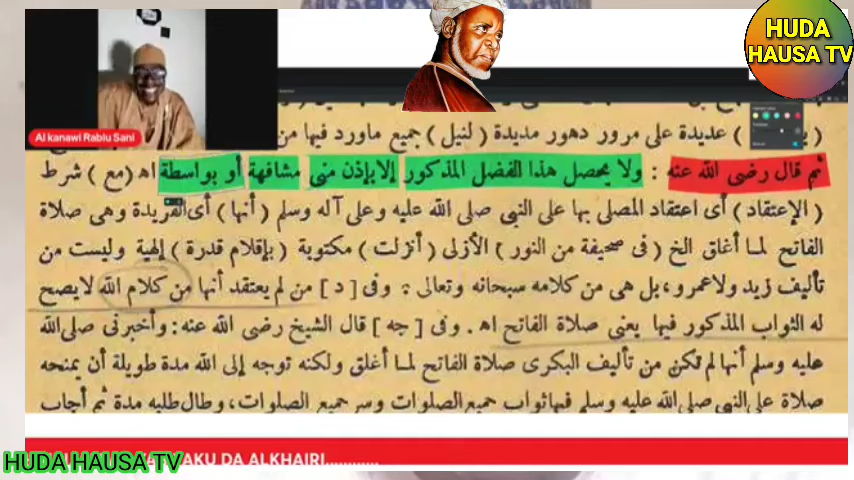 HUDA
HAUSA TV
Al kanawi Rabiu Sani
) عديدة على مرور دهور مديدة ( لنيل ) جميع ماورد فيها من
ثم قال رضى الله عنه : ولا يحصل هذا الفضل المذكور إلا بإذن منى مشافهة أو بواسطة اه ( مع ) شرط
( الإعتقاد ) أى اعتقاد المصلى بها على النبى صلى الله عليه وعلى آله وسلم ( أنها ) أى الفريدة وهى صلاة
الفاتح لما أغلق الخ ( فى صحيفة من النور ) الأزلى ( أنزلت ) مكتوبة ( بإقلام قدرة ) إلهية وليست من
تأليف زيد ولا عمرو، بل هى من كلامه سبحانه وتعالى : وفى [ د ] من لم يعتقد أنها من كلام الله لا يصح
له الثواب المذكور فيها يعنى صلاة الفاتح اه . وفى [ جه ] قال الشيخ رضى الله عنه : وأخبرنى صلى الله
عليه وسلم أنها لم تكن من تأليف البكرى صلاة الفاتح لما أغلق ولكنه توجه إلى الله مدة طويلة أن يمنحه
صلاة على النبى صلى الله عليه وسلم فيها ثواب جميع الصلوات وسر جميع الصلوات ، وطال طلبه مدة ثم أجاب
HUDA HAUSA TV
AKU DA ALKHAIRI............